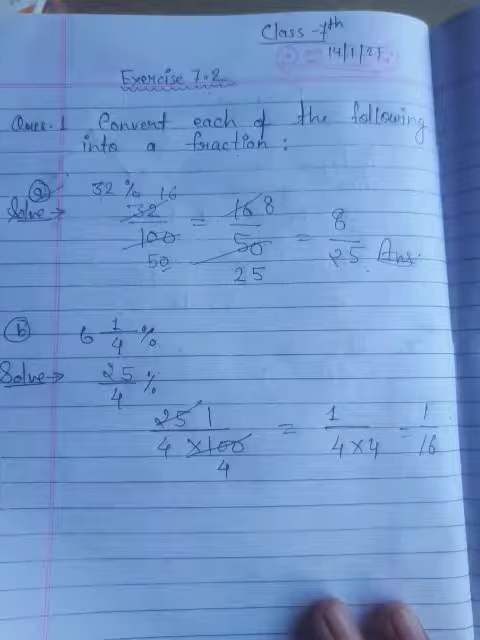 Class - 7th
14/1/25
Exercise 7.2
Ques. 1 Convert each of the following
into a fraction :
(a) 32%
Solve → 32/100 16/50 = 16/50 8/25 = 8/25 Ans.
(b) 6 1/4 %
Solve → 25/4 %
25 1/4 × 100 4 = 1/4×4 = 1/16